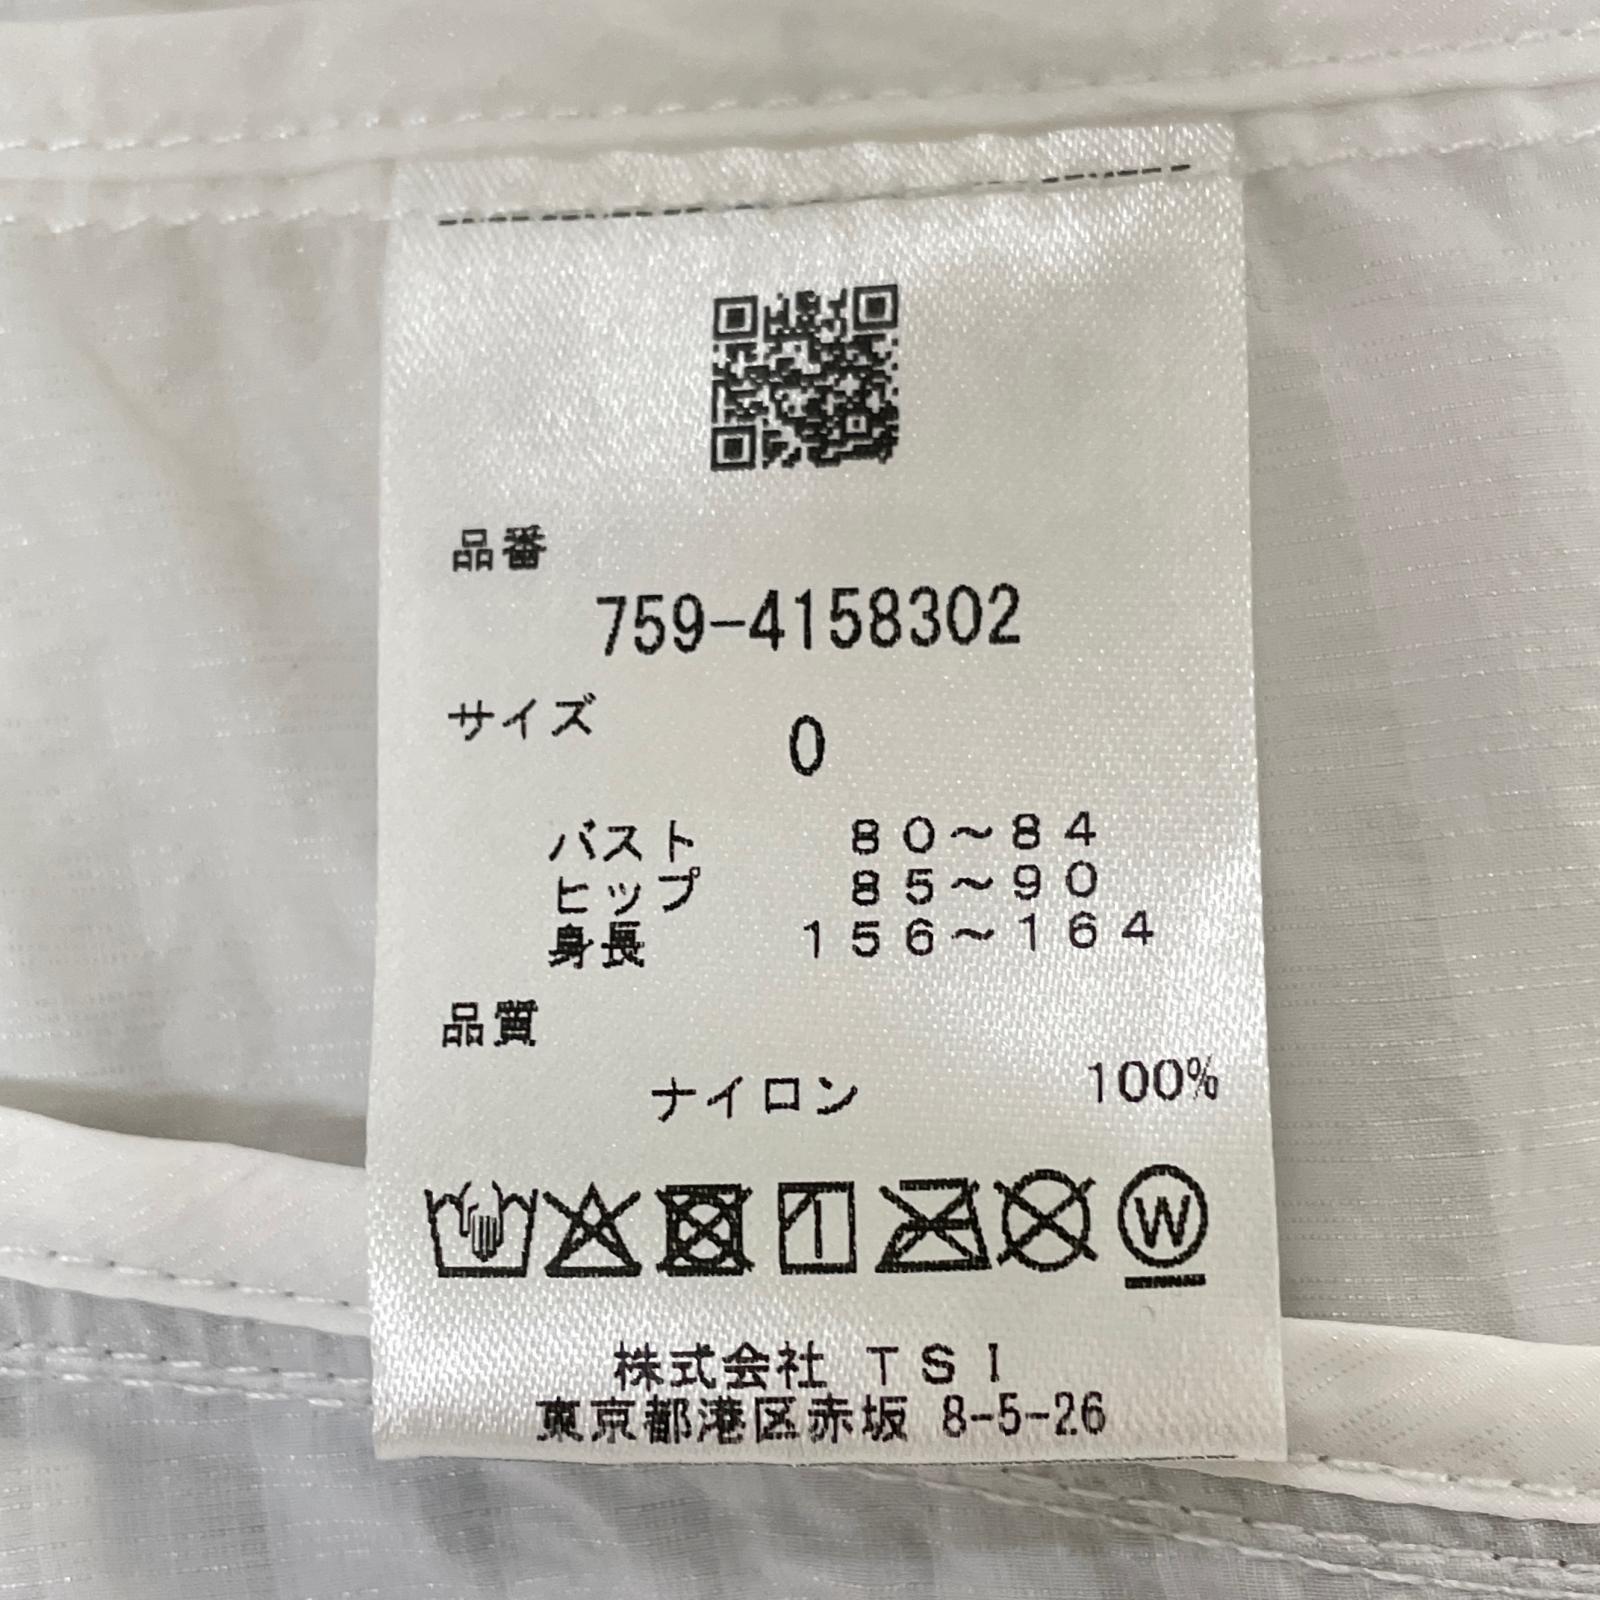 品番
759-4158302
サイズ 0
バスト 80～84
ヒップ 85～90
身長 156～164
品質
ナイロン 100%
W
株式会社 TSI
東京都港区赤坂 8-5-26